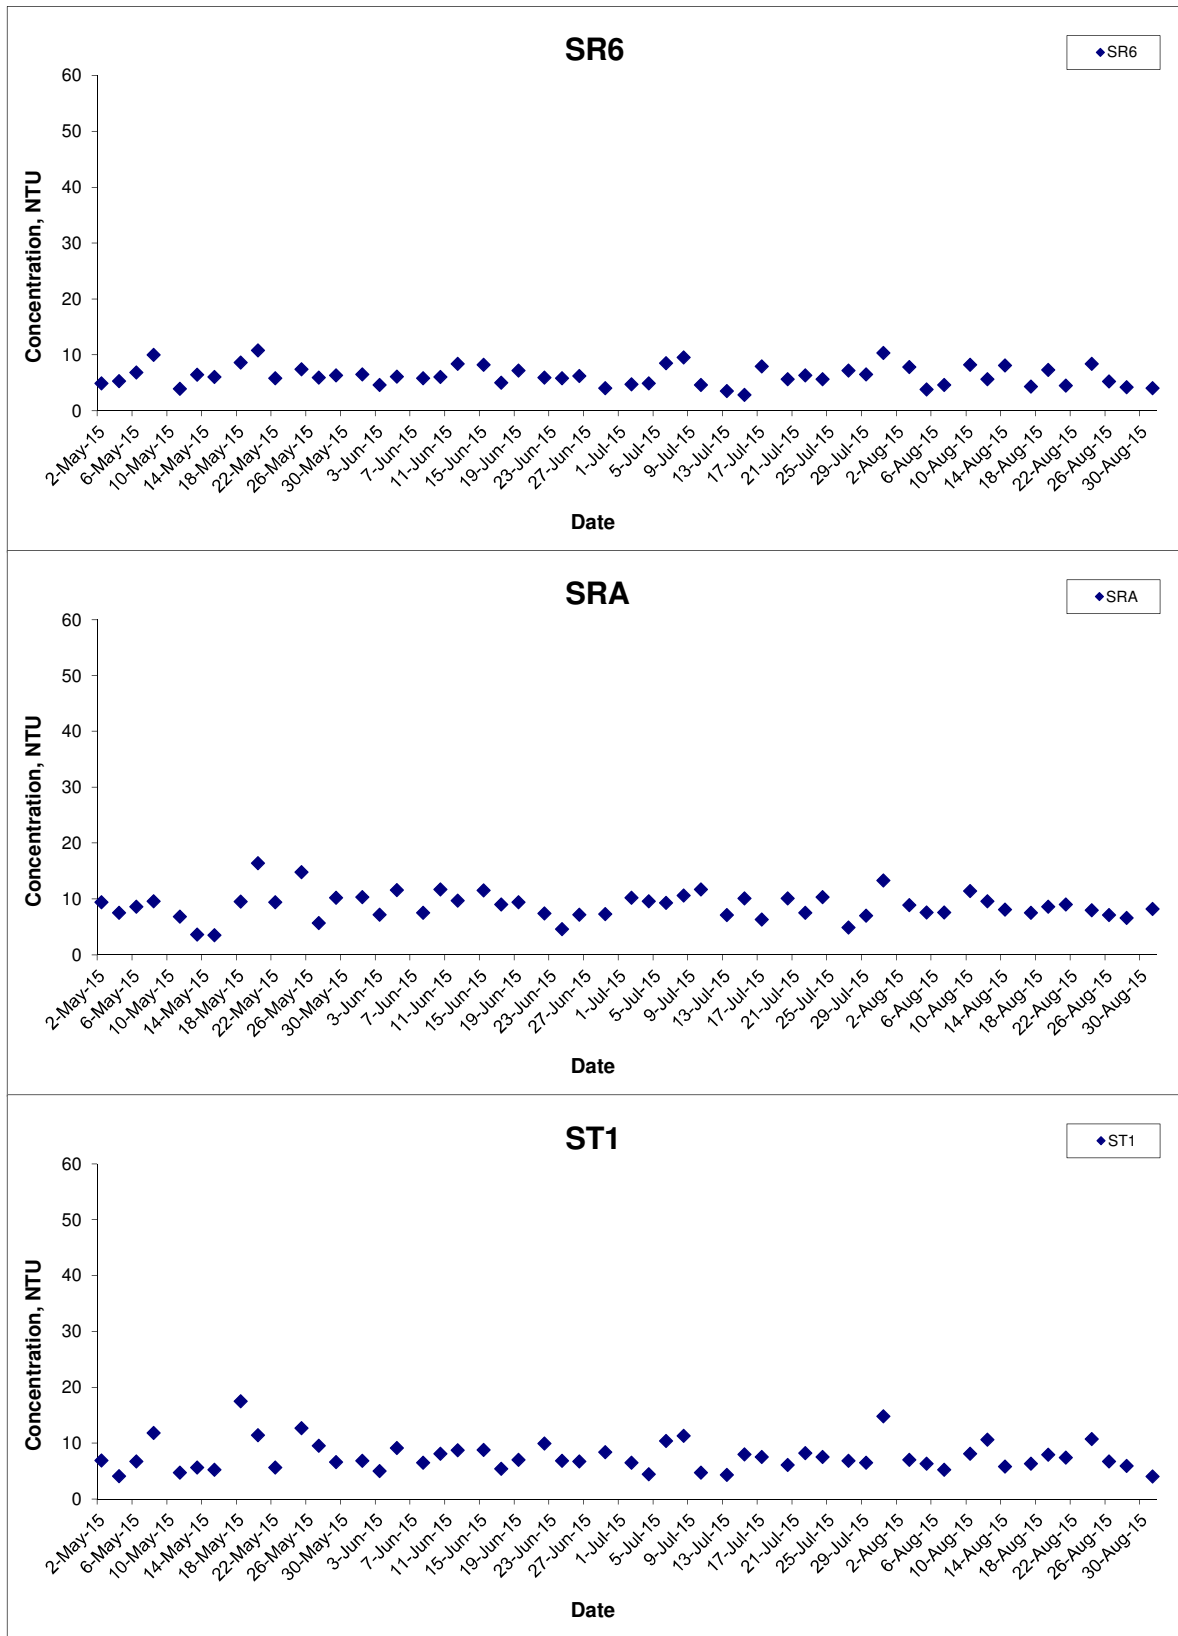 SR6
SR6
60
50
40
30
20
10
0
Concentration, NTU
2-May-15
6-May-15
10-May-15
14-May-15
18-May-15
22-May-15
26-May-15
30-May-15
3-Jun-15
7-Jun-15
11-Jun-15
15-Jun-15
19-Jun-15
23-Jun-15
27-Jun-15
1-Jul-15
5-Jul-15
9-Jul-15
13-Jul-15
17-Jul-15
21-Jul-15
25-Jul-15
29-Jul-15
2-Aug-15
6-Aug-15
10-Aug-15
14-Aug-15
18-Aug-15
22-Aug-15
26-Aug-15
30-Aug-15
Date
SRA
SRA
60
50
40
30
20
10
0
Concentration, NTU
2-May-15
6-May-15
10-May-15
14-May-15
18-May-15
22-May-15
26-May-15
30-May-15
3-Jun-15
7-Jun-15
11-Jun-15
15-Jun-15
19-Jun-15
23-Jun-15
27-Jun-15
1-Jul-15
5-Jul-15
9-Jul-15
13-Jul-15
17-Jul-15
21-Jul-15
25-Jul-15
29-Jul-15
2-Aug-15
6-Aug-15
10-Aug-15
14-Aug-15
18-Aug-15
22-Aug-15
26-Aug-15
30-Aug-15
Date
ST1
ST1
60
50
40
30
20
10
0
Concentration, NTU
2-May-15
6-May-15
10-May-15
14-May-15
18-May-15
22-May-15
26-May-15
30-May-15
3-Jun-15
7-Jun-15
11-Jun-15
15-Jun-15
19-Jun-15
23-Jun-15
27-Jun-15
1-Jul-15
5-Jul-15
9-Jul-15
13-Jul-15
17-Jul-15
21-Jul-15
25-Jul-15
29-Jul-15
2-Aug-15
6-Aug-15
10-Aug-15
14-Aug-15
18-Aug-15
22-Aug-15
26-Aug-15
30-Aug-15
Date